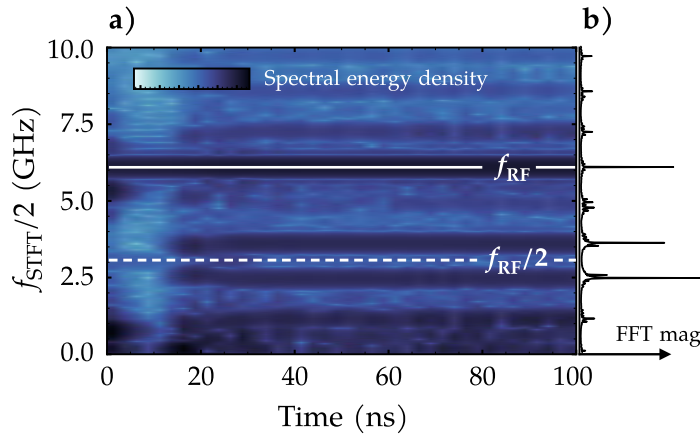 a)
b)
10.0
7.5
5.0
2.5
0.0
f_STFT/2 (GHz)
Spectral energy density
f_RF
f_RF/2
FFT mag
0
20
40
60
80
100
Time (ns)